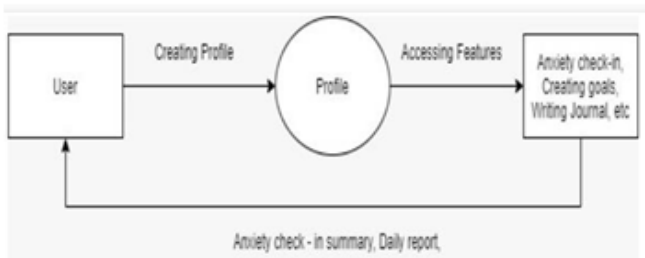 Creating Profile
Accessing Features
User
Profile
Anxiety check-in,
Creating goals,
Writing Journal, etc
Anxiety check - in summary, Daily report,